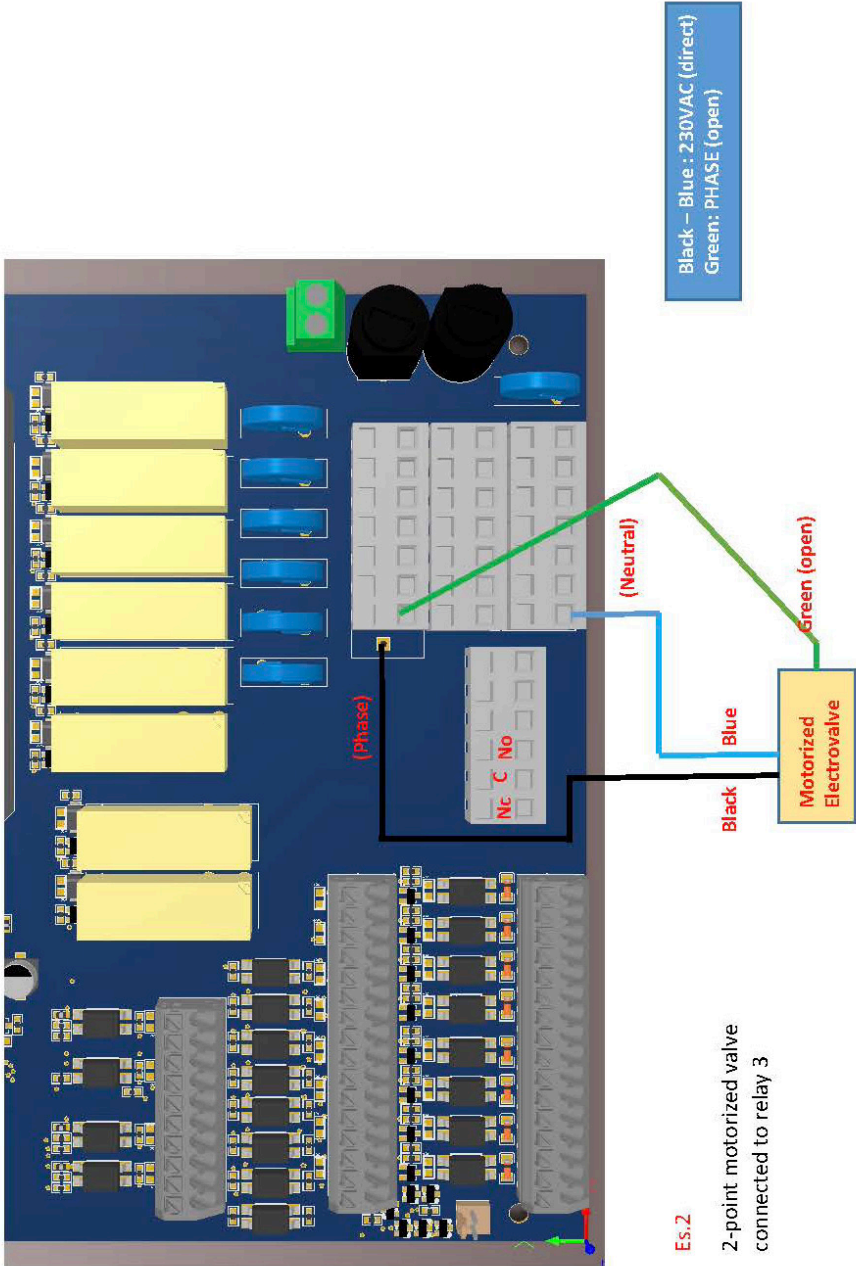 Black – Blue : 230VAC (direct)
Green: PHASE (open)
(Phase)
(Neutral)
Nc C No
Green (open)
Black
Blue
Motorized
Electrovalve
Es.2
2-point motorized valve
connected to relay 3